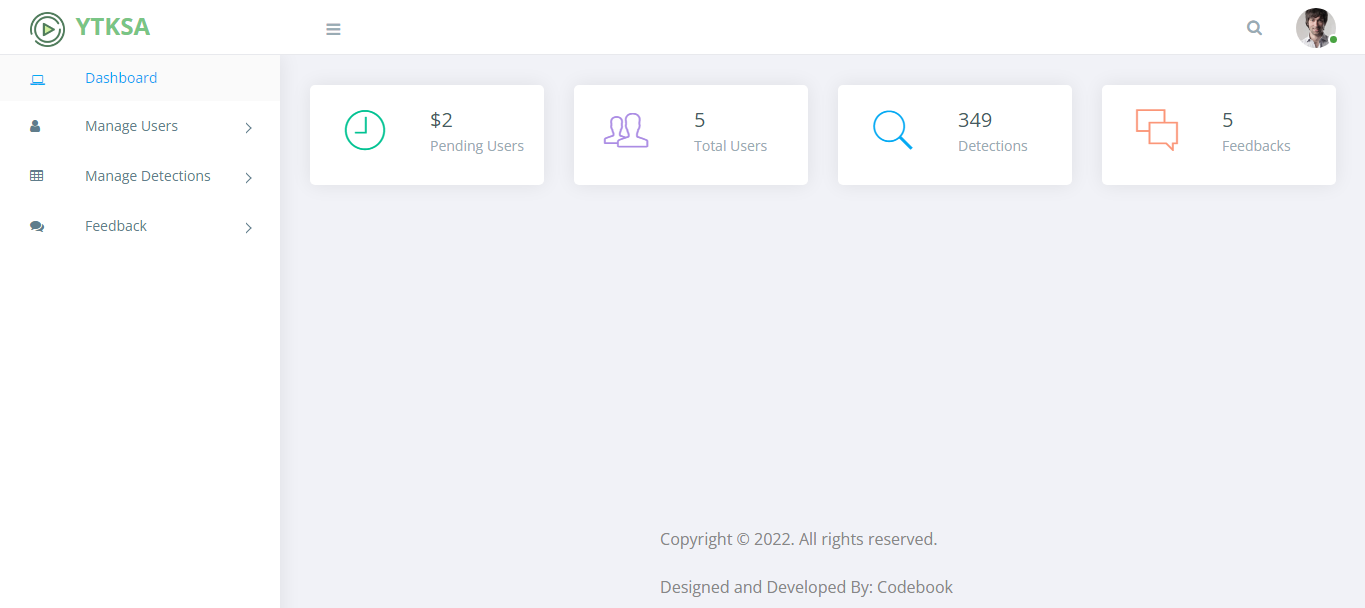 YTKSA
Dashboard
Manage Users
Manage Detections
Feedback
$2
Pending Users
5
Total Users
349
Detections
5
Feedbacks
Copyright © 2022. All rights reserved.
Designed and Developed By: Codebook